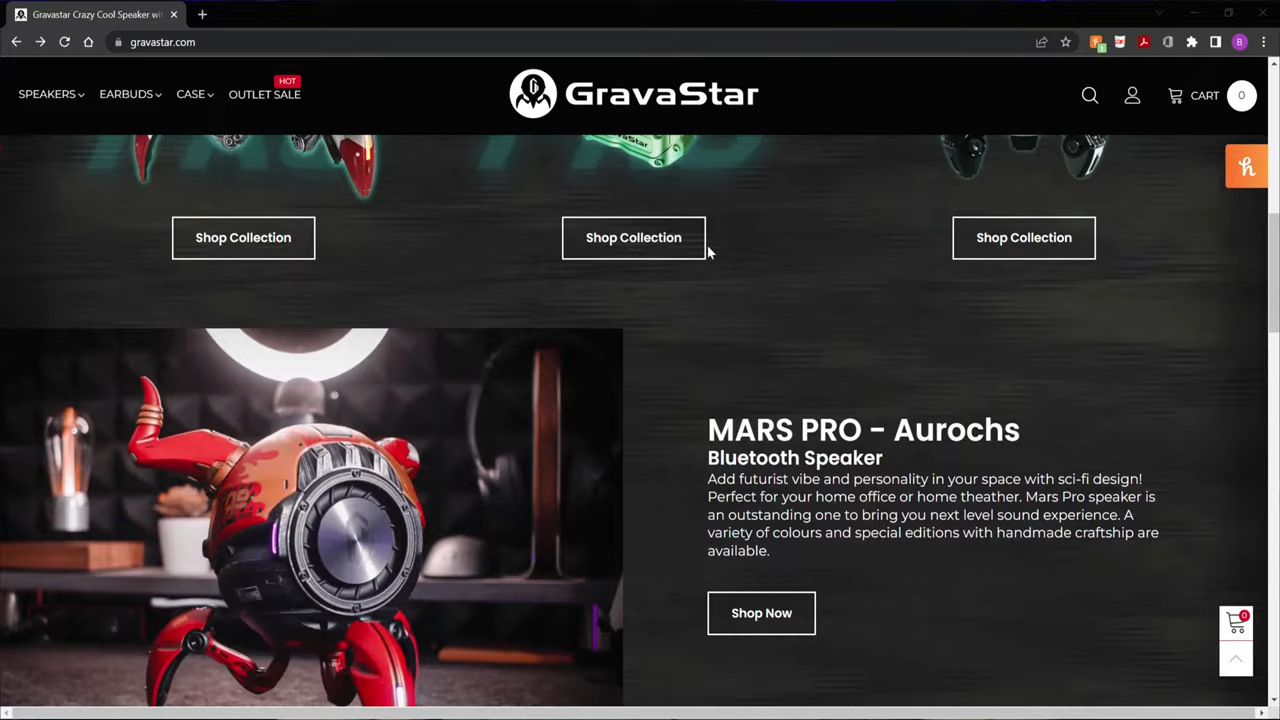 Gravastar Crazy Cool Speaker wit
gravastar.com
SPEAKERS
EARBUDS
CASE
HOT
OUTLET SALE
GravaStar
CART
0
Shop Collection
Shop Collection
Shop Collection
MARS PRO - Aurochs
Bluetooth Speaker
Add futurist vibe and personality in your space with sci-fi design!
Perfect for your home office or home theather. Mars Pro speaker is
an outstanding one to bring you next level sound experience. A
variety of colours and special editions with handmade craftship are
available.
Shop Now
0